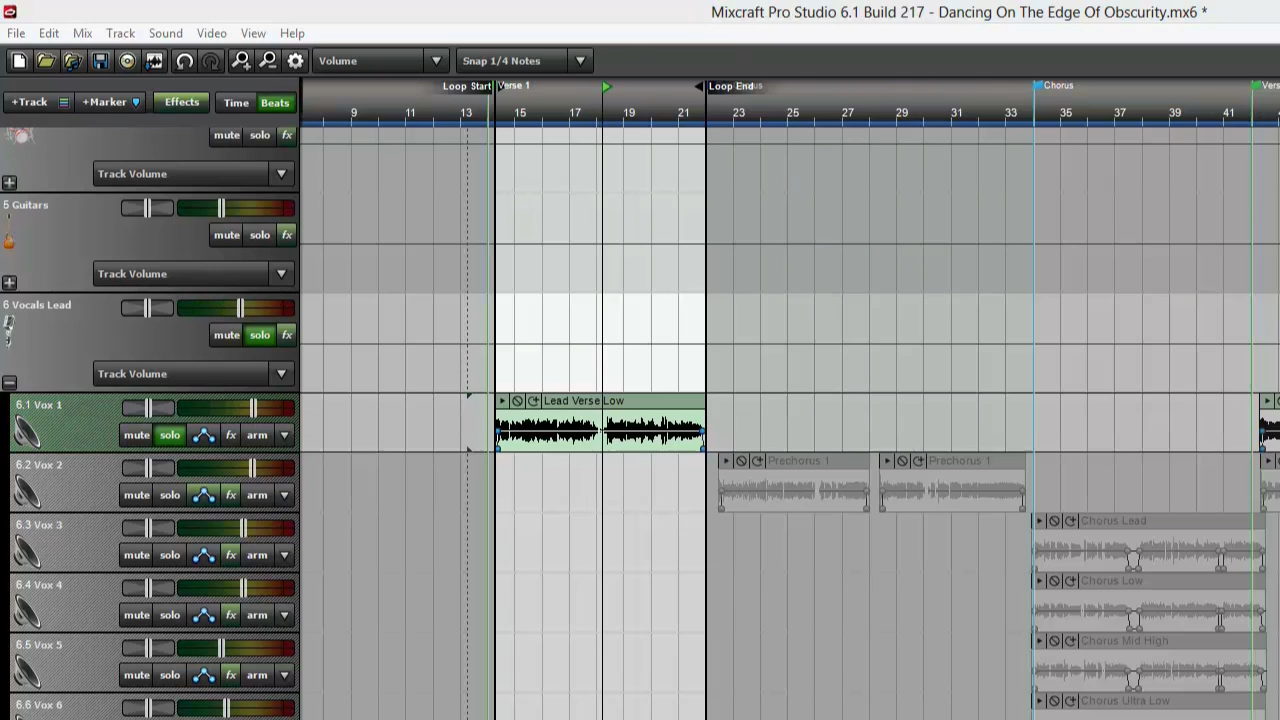 Mixcraft Pro Studio 6.1 Build 217 - Dancing On The Edge Of Obscurity.mx6 *
File Edit Mix Track Sound Video View Help
Volume Snap 1/4 Notes
Loop Start Verse 1 Loop End Chorus
+Track +Marker Effects Time Beats
9 11 13 15 17 19 21 23 25 27 29 31 33 35 37 39 41
mute solo fx
Track Volume
5 Guitars
mute solo fx
Track Volume
6 Vocals Lead
mute solo fx
Track Volume
6.1 Vox 1 Lead Verse Low
mute solo fx arm
6.2 Vox 2 Prechorus 1 Prechorus 1
mute solo fx arm
6.3 Vox 3 Chorus Lead
mute solo fx arm
6.4 Vox 4 Chorus Low
mute solo fx arm
6.5 Vox 5 Chorus Mid High
mute solo fx arm
6.6 Vox 6 Chorus Ultra Low